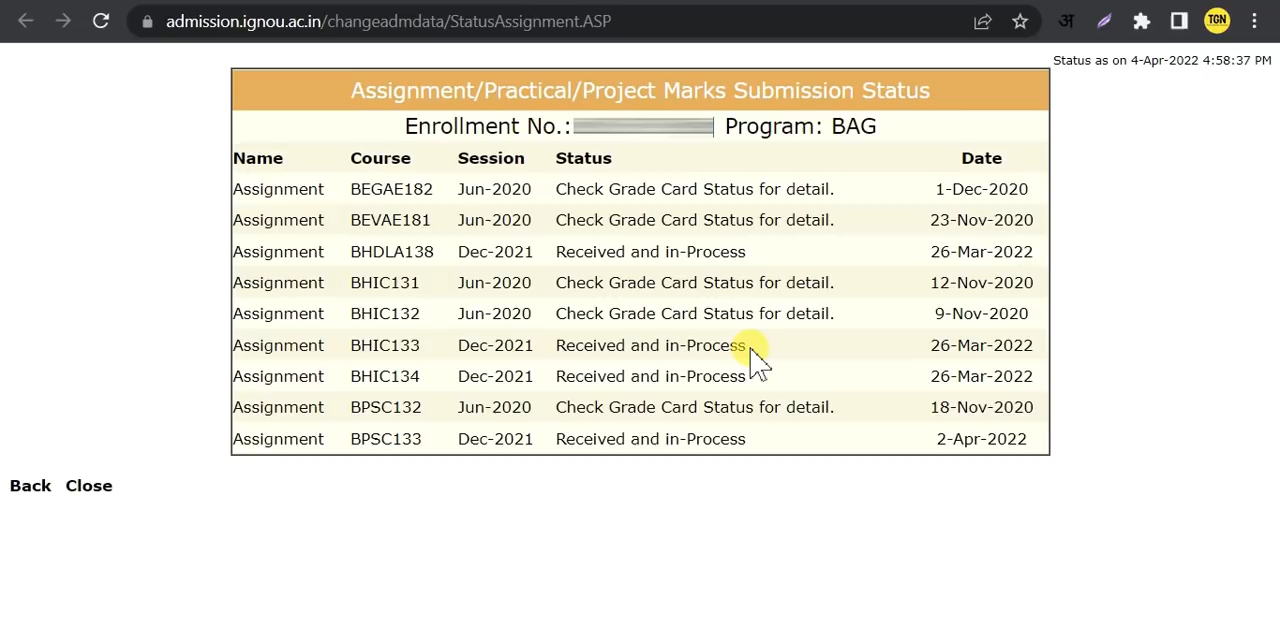 admission.ignou.ac.in/changeadmdata/StatusAssignment.ASP
अ
TGN
Status as on 4-Apr-2022 4:58:37 PM
Assignment/Practical/Project Marks Submission Status
Enrollment No.: Program: BAG
Name Course Session Status Date
Assignment BEGAE182 Jun-2020 Check Grade Card Status for detail. 1-Dec-2020
Assignment BEVAE181 Jun-2020 Check Grade Card Status for detail. 23-Nov-2020
Assignment BHDLA138 Dec-2021 Received and in-Process 26-Mar-2022
Assignment BHIC131 Jun-2020 Check Grade Card Status for detail. 12-Nov-2020
Assignment BHIC132 Jun-2020 Check Grade Card Status for detail. 9-Nov-2020
Assignment BHIC133 Dec-2021 Received and in-Process 26-Mar-2022
Assignment BHIC134 Dec-2021 Received and in-Process 26-Mar-2022
Assignment BPSC132 Jun-2020 Check Grade Card Status for detail. 18-Nov-2020
Assignment BPSC133 Dec-2021 Received and in-Process 2-Apr-2022
Back Close